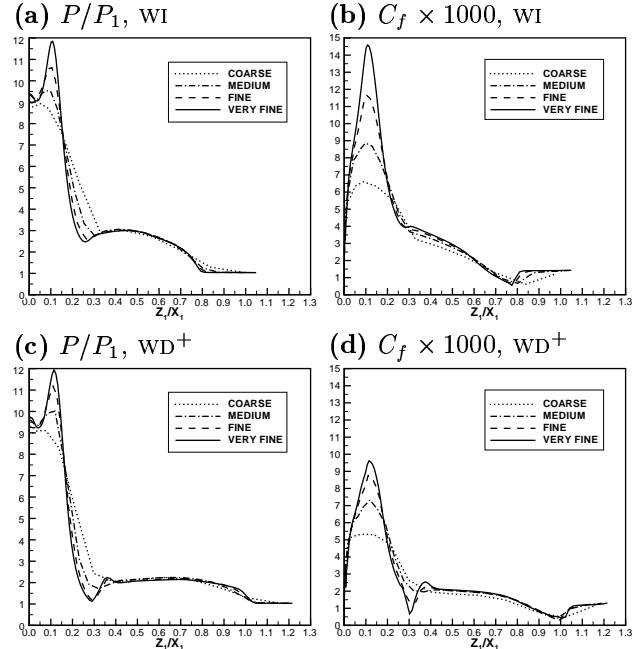 (a) P/P₁, WI
12
11
10
9
8
7
6
5
4
3
2
1
0
0.0 0.1 0.2 0.3 0.4 0.5 0.6 0.7 0.8 0.9 1.0 1.1 1.2 1.3
Z₁/X₁
COARSE
MEDIUM
FINE
VERY FINE
(b) C_f × 1000, WI
15
14
13
12
11
10
9
8
7
6
5
4
3
2
1
0
0.0 0.1 0.2 0.3 0.4 0.5 0.6 0.7 0.8 0.9 1.0 1.1 1.2 1.3
Z₁/X₁
COARSE
MEDIUM
FINE
VERY FINE
(c) P/P₁, WD⁺
12
11
10
9
8
7
6
5
4
3
2
1
0
0.0 0.1 0.2 0.3 0.4 0.5 0.6 0.7 0.8 0.9 1.0 1.1 1.2 1.3
Z₁/X₁
COARSE
MEDIUM
FINE
VERY FINE
(d) C_f × 1000, WD⁺
15
14
13
12
11
10
9
8
7
6
5
4
3
2
1
0
0.0 0.1 0.2 0.3 0.4 0.5 0.6 0.7 0.8 0.9 1.0 1.1 1.2 1.3
Z₁/X₁
COARSE
MEDIUM
FINE
VERY FINE